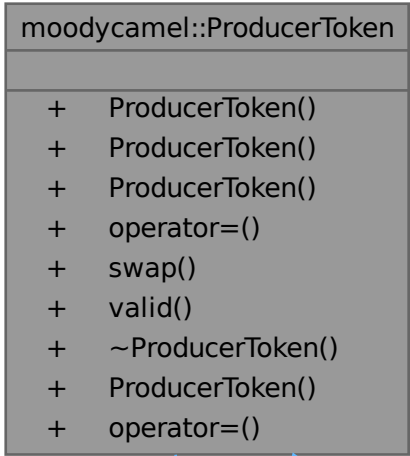 moodycamel::ProducerToken
+ ProducerToken()
+ ProducerToken()
+ ProducerToken()
+ operator=()
+ swap()
+ valid()
+ ~ProducerToken()
+ ProducerToken()
+ operator=()